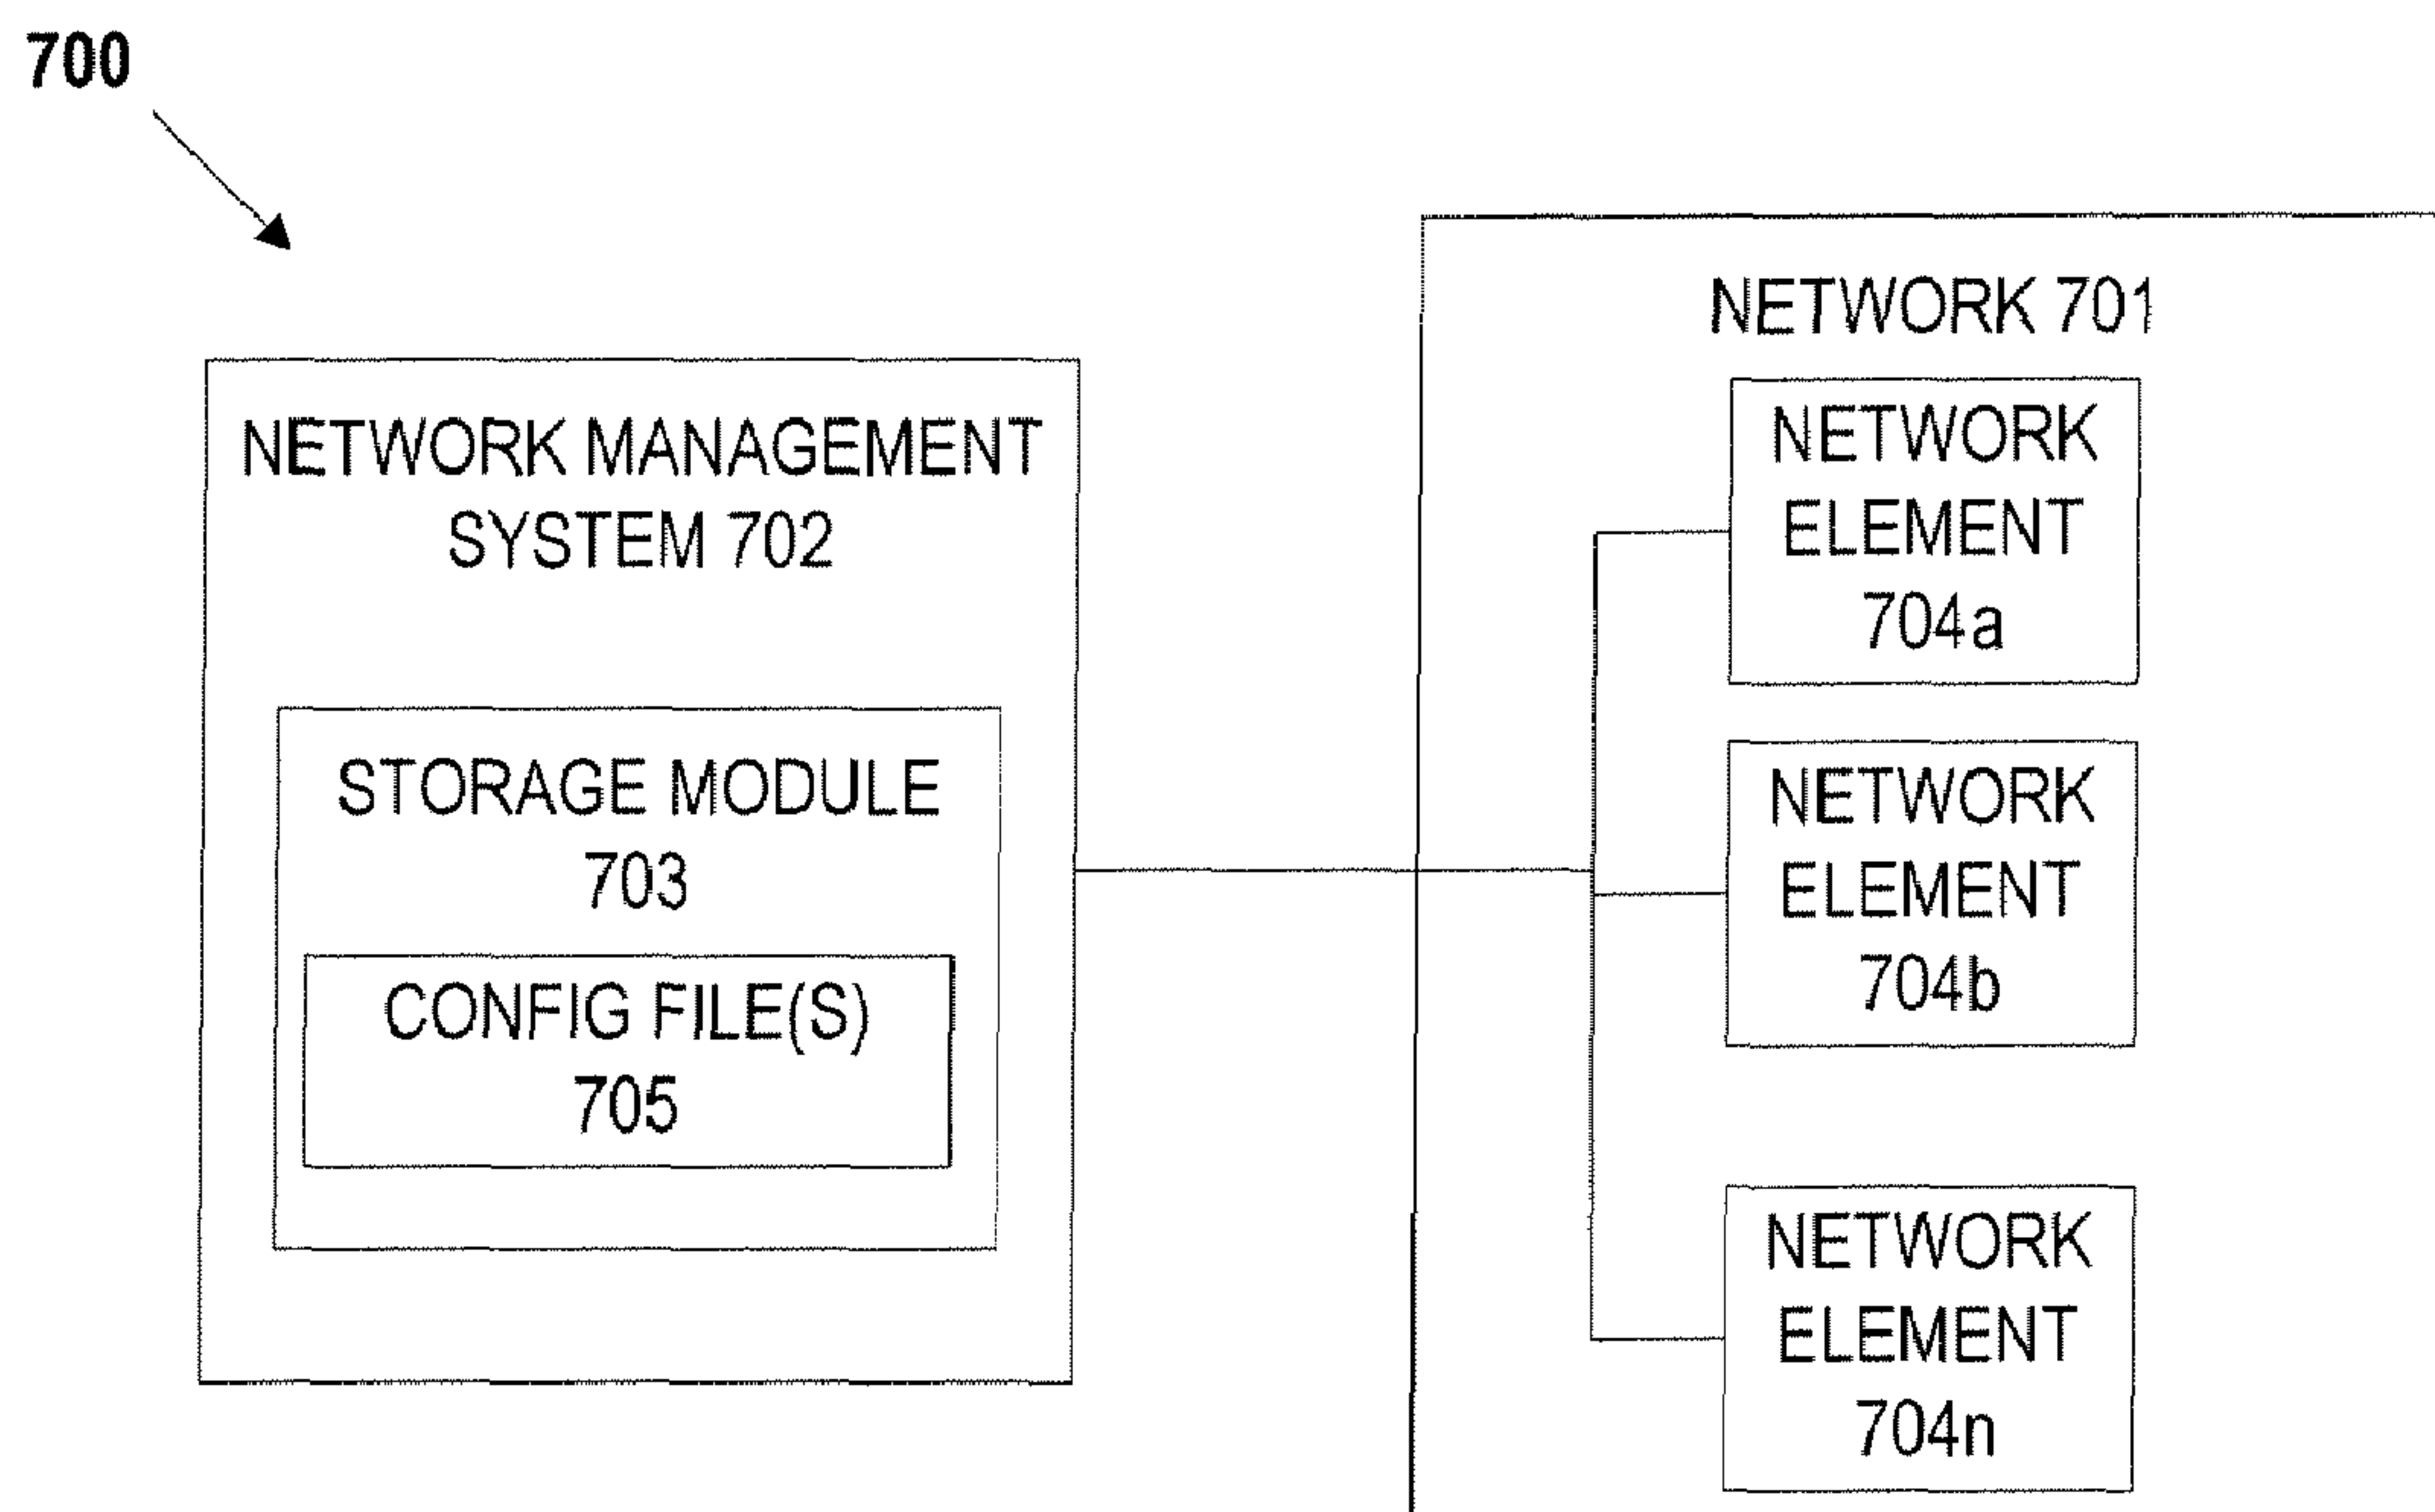 700
NETWORK MANAGEMENT
SYSTEM 702
STORAGE MODULE
703
CONFIG FILE(S)
705
NETWORK 701
NETWORK
ELEMENT
704a
NETWORK
ELEMENT
704b
NETWORK
ELEMENT
704n